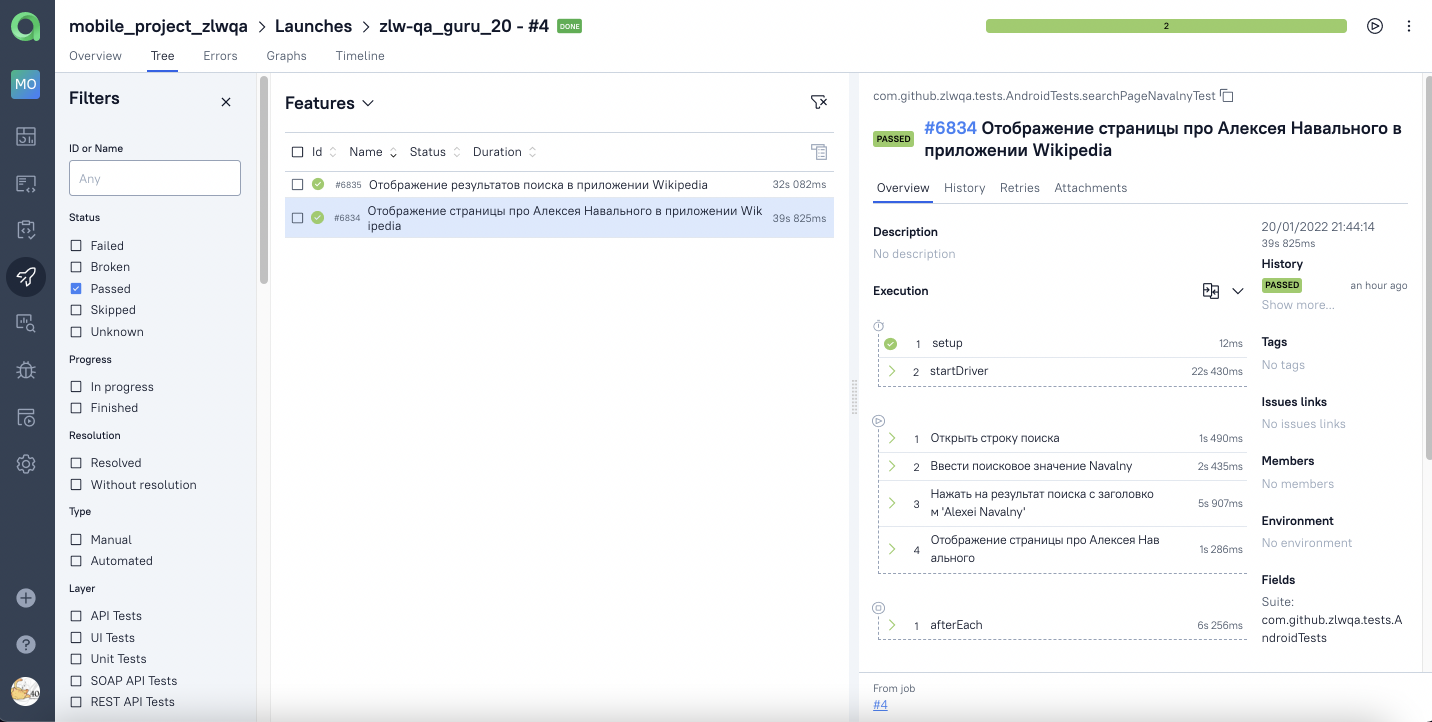 mobile_project_zlwqa > Launches > zlw-qa_guru_20 - #4 DONE
2
Overview Tree Errors Graphs Timeline
MO
Filters
ID or Name
Any
Status
Failed
Broken
Passed
Skipped
Unknown
Progress
In progress
Finished
Resolution
Resolved
Without resolution
Type
Manual
Automated
Layer
API Tests
UI Tests
Unit Tests
SOAP API Tests
REST API Tests
Features
Id Name Status Duration
#6835 Отображение результатов поиска в приложении Wikipedia 32s 082ms
#6834 Отображение страницы про Алексея Навального в приложении Wik
ipedia 39s 825ms
com.github.zlwqa.tests.AndroidTests.searchPageNavalnyTest
PASSED #6834 Отображение страницы про Алексея Навального в
приложении Wikipedia
Overview History Retries Attachments
Description
No description
Execution
1 setup 12ms
2 startDriver 22s 430ms
1 Открыть строку поиска 1s 490ms
2 Ввести поисковое значение Navalny 2s 435ms
3 Нажать на результат поиска с заголовко
м 'Alexei Navalny' 5s 907ms
4 Отображение страницы про Алексея Нав
ального 1s 286ms
1 afterEach 6s 256ms
20/01/2022 21:44:14
39s 825ms
History
PASSED an hour ago
Show more...
Tags
No tags
Issues links
No issues links
Members
No members
Environment
No environment
Fields
Suite:
com.github.zlwqa.tests.A
ndroidTests
From job
#4